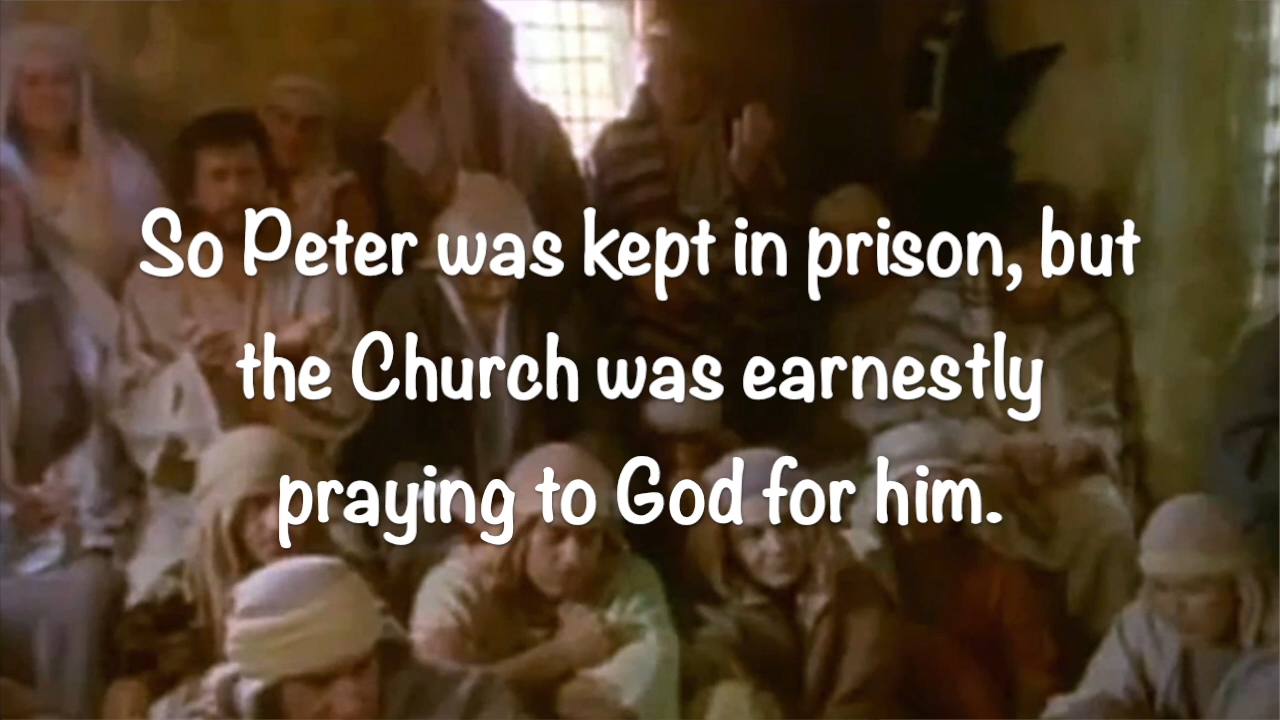 So Peter was kept in prison, but
the Church was earnestly
praying to God for him.